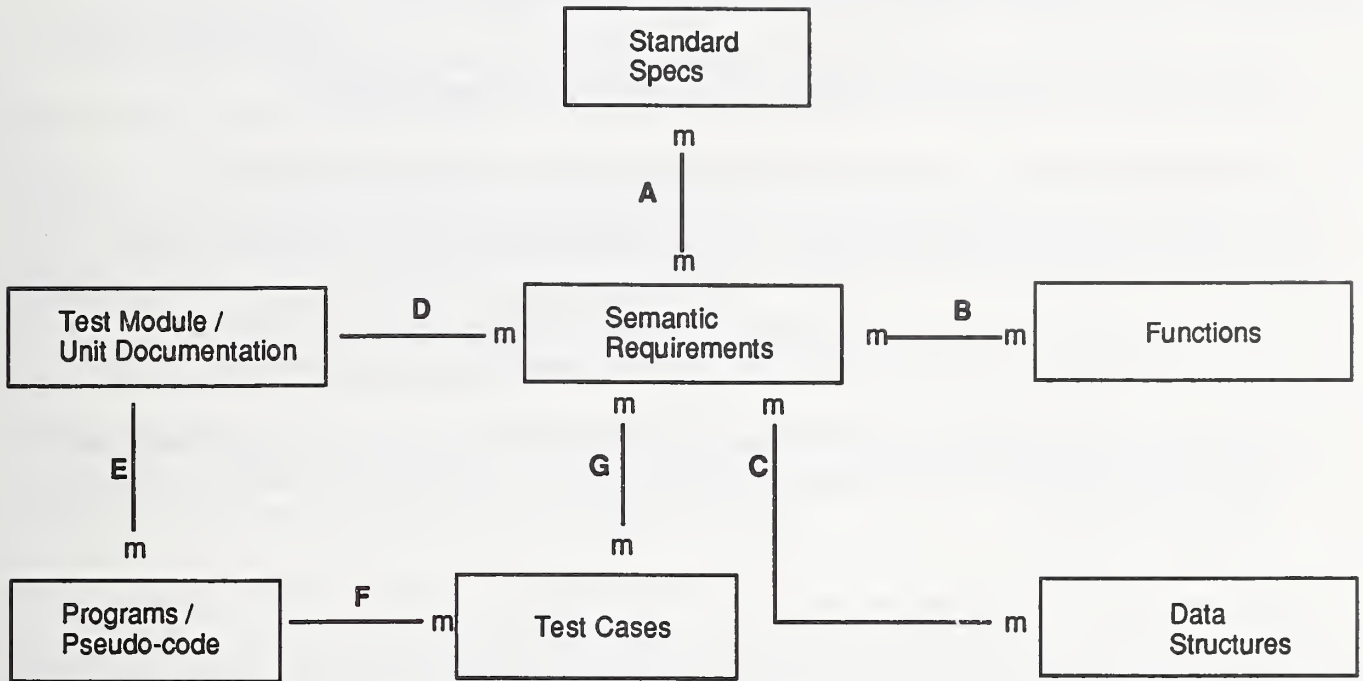 Standard
Specs
m
A
m
Test Module /
Unit Documentation
D
m
Semantic
Requirements
m
B
m
Functions
m
m
E
G
C
m
m
Programs /
Pseudo-code
F
m
Test Cases
m
Data
Structures